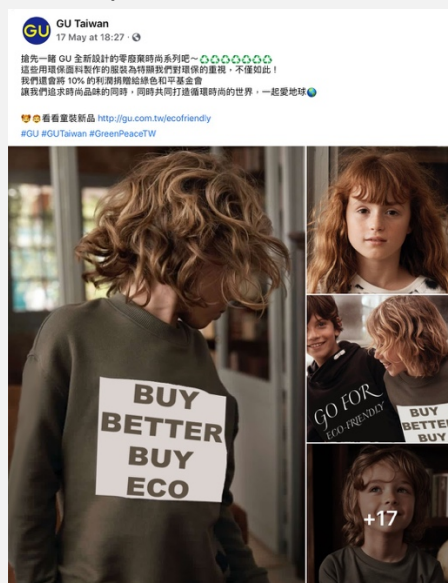 GU
GU Taiwan
17 May at 18:27 ·
搶先一睹 GU 全新設計的零廢棄時尚系列吧~♻️♻️♻️♻️♻️♻️♻️
這些用環保面料製作的服裝為特顯我們對環保的重視,不僅如此!
我們還會將 10% 的利潤捐贈給綠色和平基金會
讓我們追求時尚品味的同時,同時共同打造循環時尚的世界,一起愛地球🌏
看看童裝新品 http://gu.com.tw/ecofriendly
#GU #GUTaiwan #GreenPeaceTW
BUY
BETTER
BUY
ECO
GO FOR
ECO-FRIENDLY
BUY
BETTER
BUY
+17